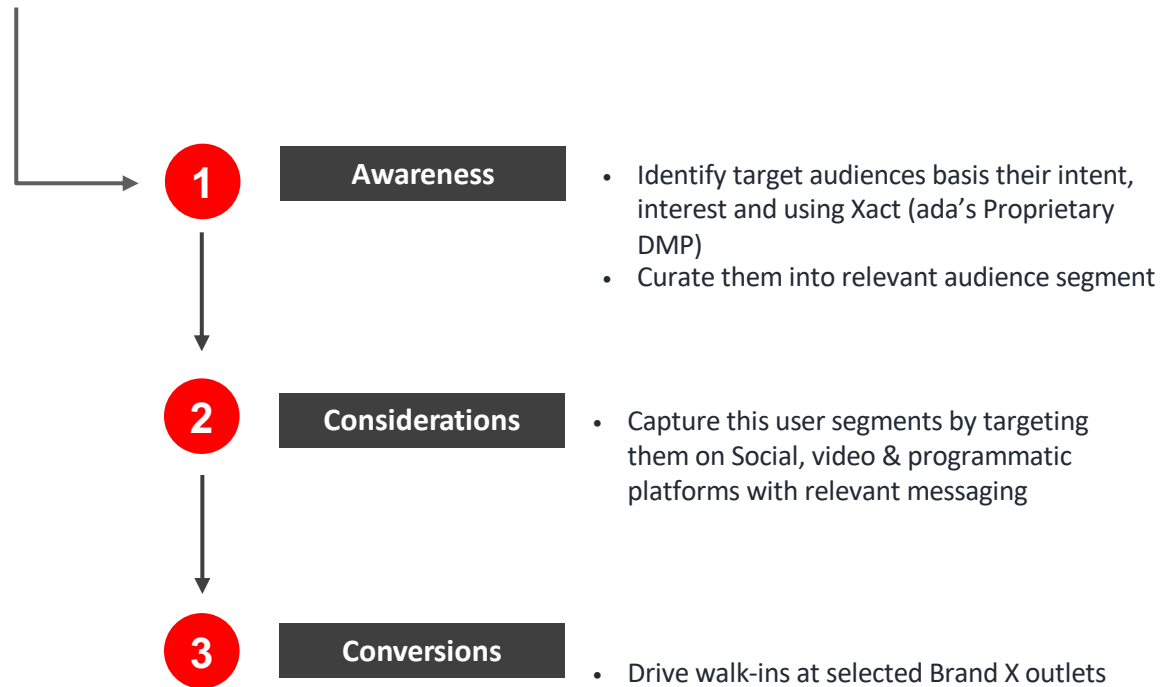 1
Awareness
• Identify target audiences basis their intent,
interest and using Xact (ada’s Proprietary
DMP)
• Curate them into relevant audience segment
2
Considerations
• Capture this user segments by targeting
them on Social, video & programmatic
platforms with relevant messaging
3
Conversions
• Drive walk-ins at selected Brand X outlets